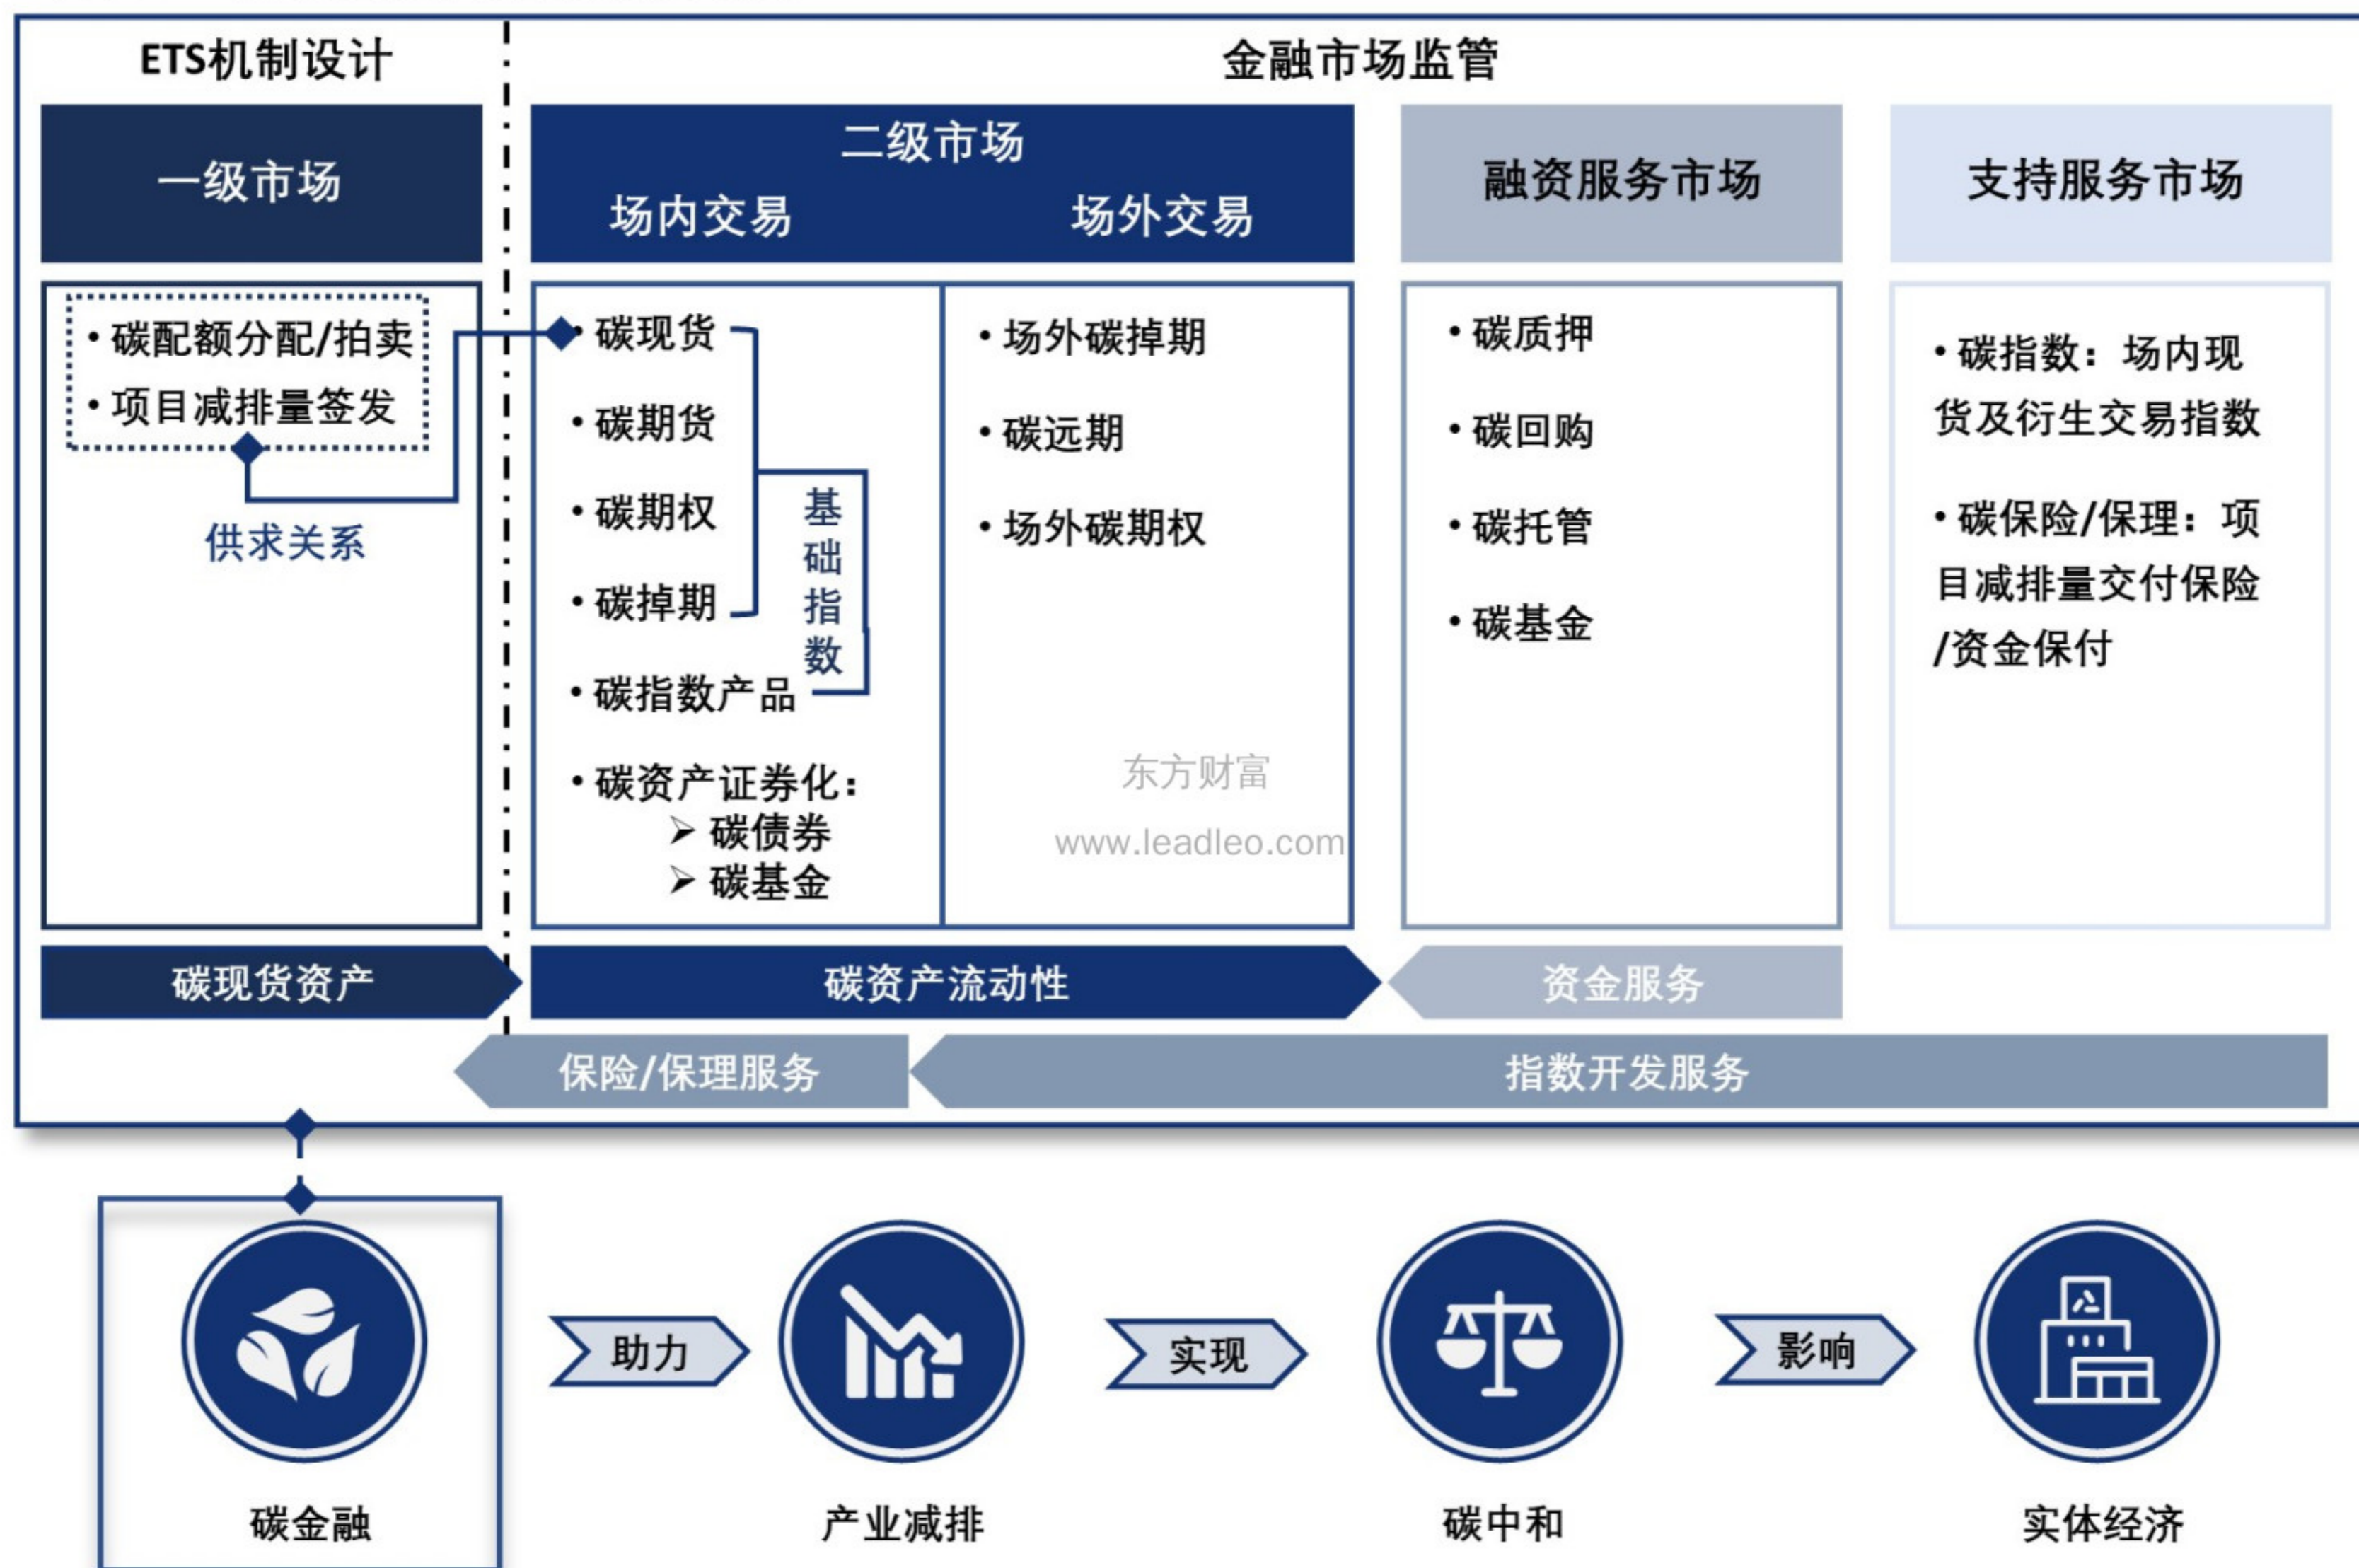 ETS机制设计
金融市场监管
一级市场
二级市场
场内交易
场外交易
融资服务市场
支持服务市场
•碳配额分配/拍卖
•项目减排量签发
供求关系
•碳现货
•碳期货
•碳期权
•碳掉期
•碳指数产品
基
础
指
数
•碳资产证券化：
➢ 碳债券
➢ 碳基金
•场外碳掉期
•碳远期
•场外碳期权
东方财富
www.leadleo.com
•碳质押
•碳回购
•碳托管
•碳基金
•碳指数：场内现
货及衍生交易指数
•碳保险/保理：项
目减排量交付保险
/资金保付
碳现货资产
碳资产流动性
资金服务
保险/保理服务
指数开发服务
助力
实现
影响
碳金融
产业减排
碳中和
实体经济